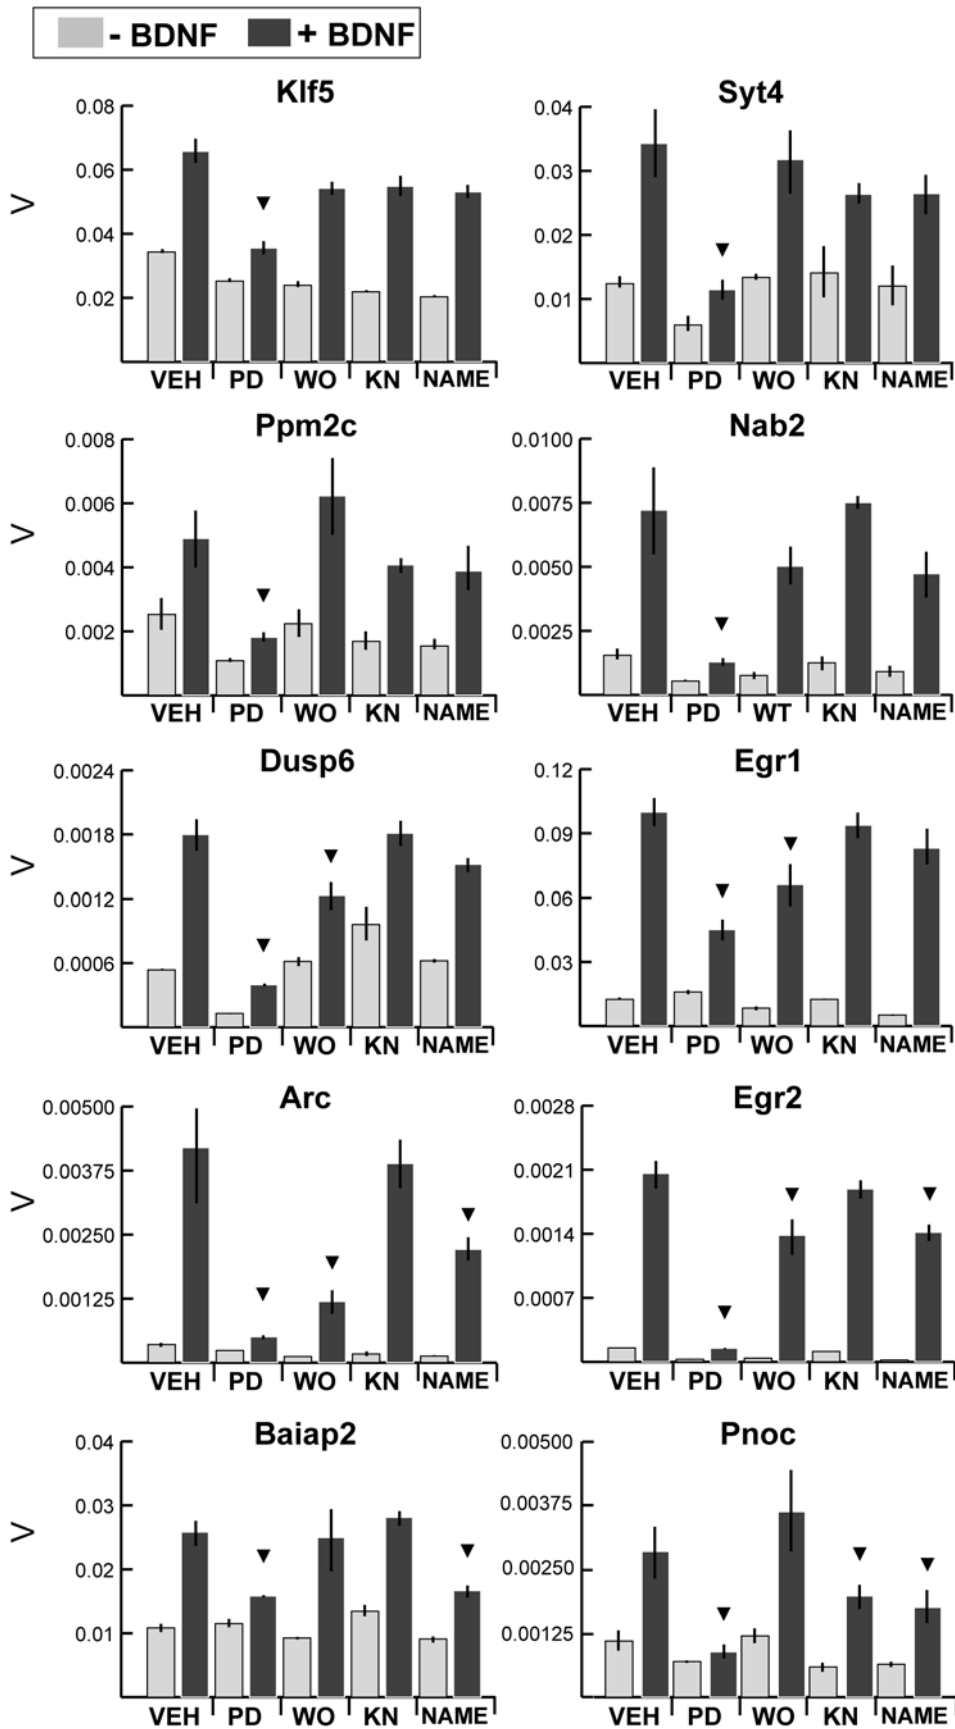 - BDNF + BDNF
Klf5
0.08
0.06
0.04
0.02
V
VEH PD WO KN NAME
Syt4
0.04
0.03
0.02
0.01
VEH PD WO KN NAME
Ppm2c
0.008
0.006
0.004
0.002
V
VEH PD WO KN NAME
Nab2
0.0100
0.0075
0.0050
0.0025
VEH PD WT KN NAME
Dusp6
0.0024
0.0018
0.0012
0.0006
V
VEH PD WO KN NAME
Egr1
0.12
0.09
0.06
0.03
VEH PD WO KN NAME
Arc
0.00500
0.00375
0.00250
0.00125
V
VEH PD WO KN NAME
Egr2
0.0028
0.0021
0.0014
0.0007
VEH PD WO KN NAME
Baiap2
0.04
0.03
0.02
0.01
V
VEH PD WO KN NAME
Pnoc
0.00500
0.00375
0.00250
0.00125
VEH PD WO KN NAME